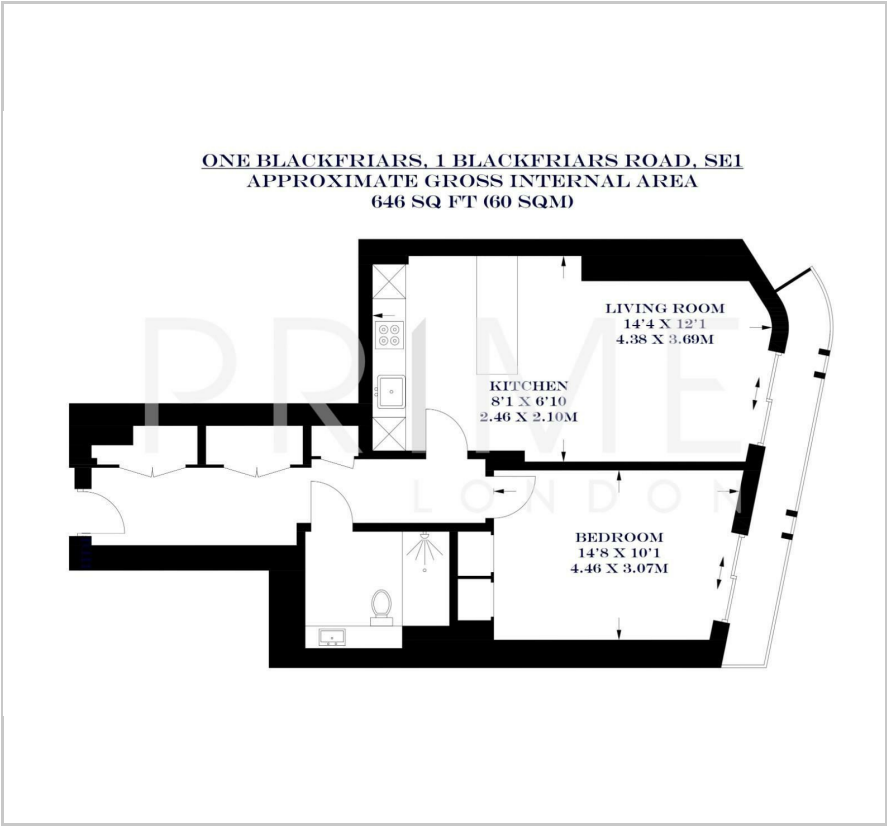 ONE BLACKFRIARS, 1 BLACKFRIARS ROAD, SE1
APPROXIMATE GROSS INTERNAL AREA
646 SQ FT (60 SQM)
LIVING ROOM
14'4 X 12'1
4.38 X 3.69M
KITCHEN
8'1 X 6'10
2.46 X 2.10M
PRIME
LONDON
BEDROOM
14'8 X 10'1
4.46 X 3.07M